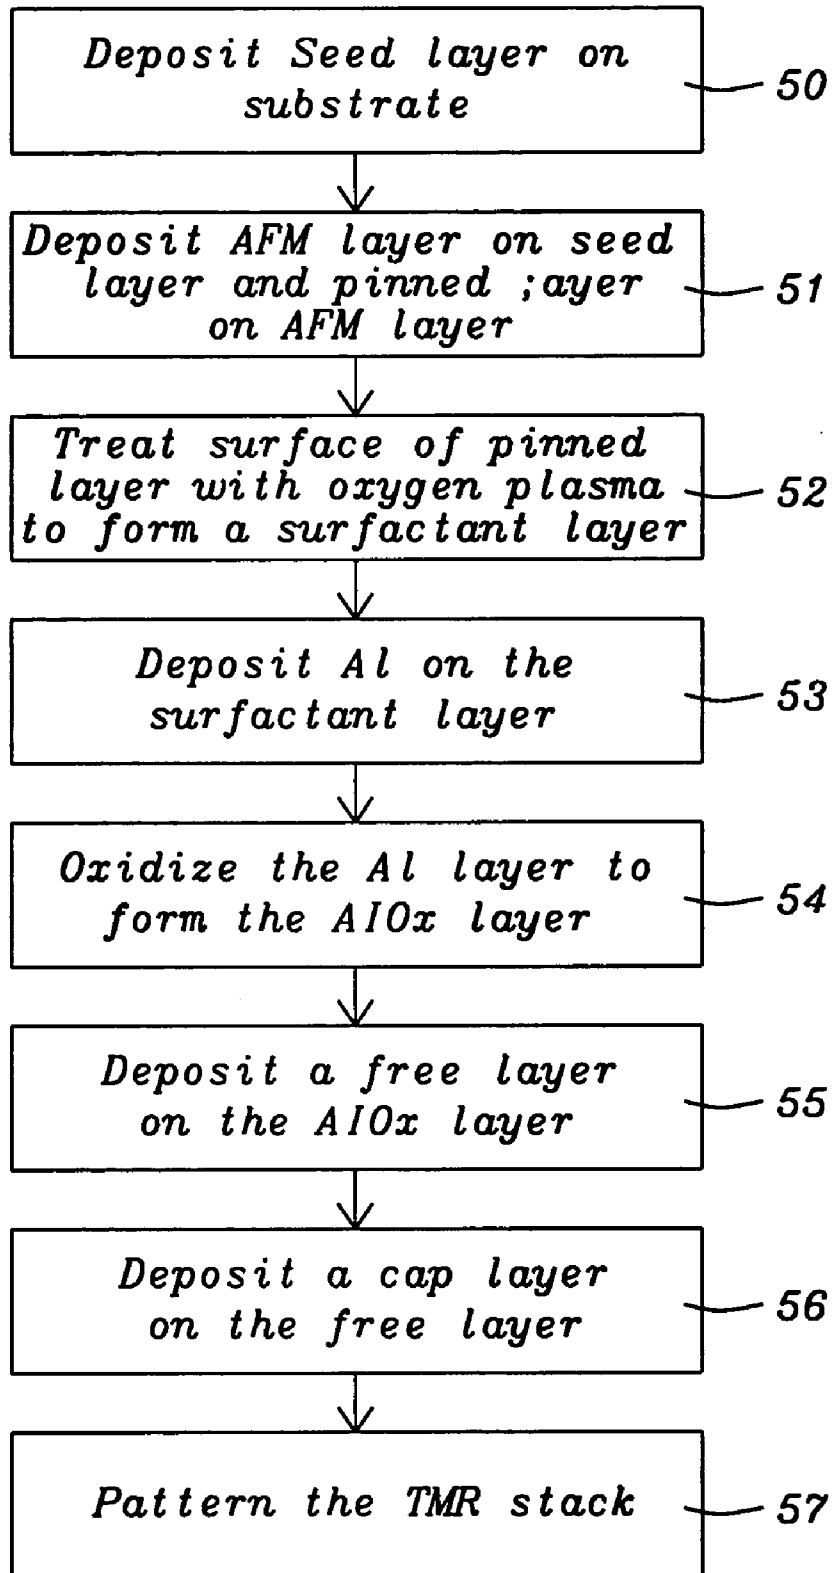 Deposit Seed layer on
substrate
50
Deposit AFM layer on seed
layer and pinned ;ayer
on AFM layer
51
Treat surface of pinned
layer with oxygen plasma
to form a surfactant layer
52
Deposit Al on the
surfactant layer
53
Oxidize the Al layer to
form the AIOx layer
54
Deposit a free layer
on the AIOx layer
55
Deposit a cap layer
on the free layer
56
Pattern the TMR stack
57